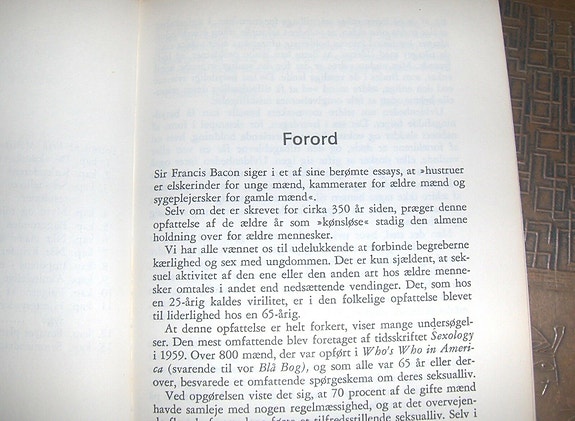 Forord
Sir Francis Bacon siger i et af sine berømte essays, at »hustruer
er elskerinder for unge mænd, kammerater for ældre mænd og
sygeplejersker for gamle mænd«.
Selv om det er skrevet for cirka 350 år siden, præger denne
opfattelse af de ældre år som »kønsløse« stadig den almene
holdning over for ældre mennesker.
Vi har alle vænnet os til udelukkende at forbinde begreberne
kærlighed og sex med ungdommen. Det er kun sjældent, at sek-
suel aktivitet af den ene eller den anden art hos ældre menne-
sker omtales i andet end nedsættende vendinger. Det, som hos
en 25-årig kaldes virilitet, er i den folkelige opfattelse blevet
til liderlighed hos en 65-årig.
At denne opfattelse er helt forkert, viser mange undersøgel-
ser. Den mest omfattende blev foretaget af tidsskriftet Sexology
i 1959. Over 800 mænd, der var opført i Who's Who in Ameri-
ca (svarende til vor Blå Bog), og som alle var 65 år eller der-
over, besvarede et omfattende spørgeskema om deres seksualliv.
Ved opgørelsen viste det sig, at 70 procent af de gifte mænd
havde samleje med nogen regelmæssighed, og at det overvejen-
tilfredsstillende seksualliv. Selv i